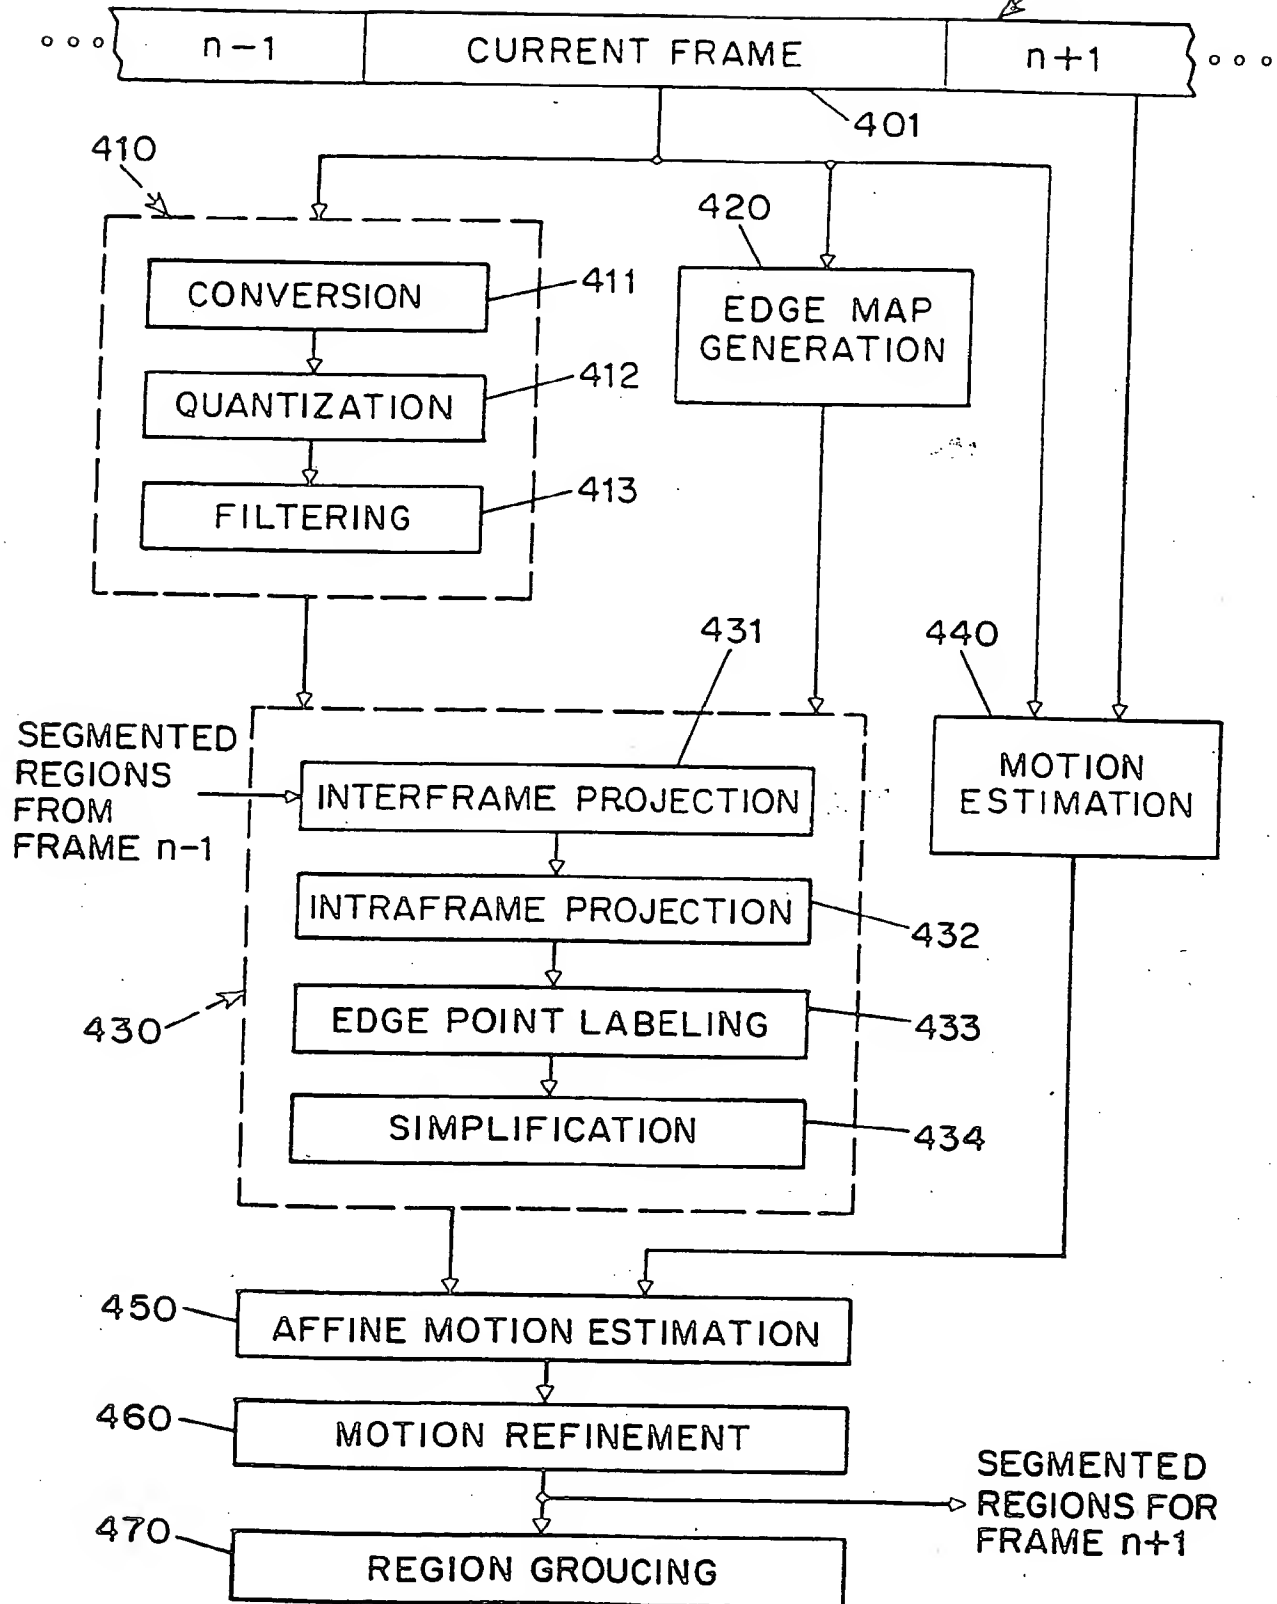 n-1 CURRENT FRAME n+1
401
410
420
CONVERSION
411
EDGE MAP
GENERATION
QUANTIZATION
412
FILTERING
413
431
440
SEGMENTED
REGIONS
FROM
FRAME n-1
INTERFRAME PROJECTION
MOTION
ESTIMATION
INTRAFRAME PROJECTION
432
430
EDGE POINT LABELING
433
SIMPLIFICATION
434
450
AFFINE MOTION ESTIMATION
460
MOTION REFINEMENT
SEGMENTED
REGIONS FOR
FRAME n+1
470
REGION GROUCING